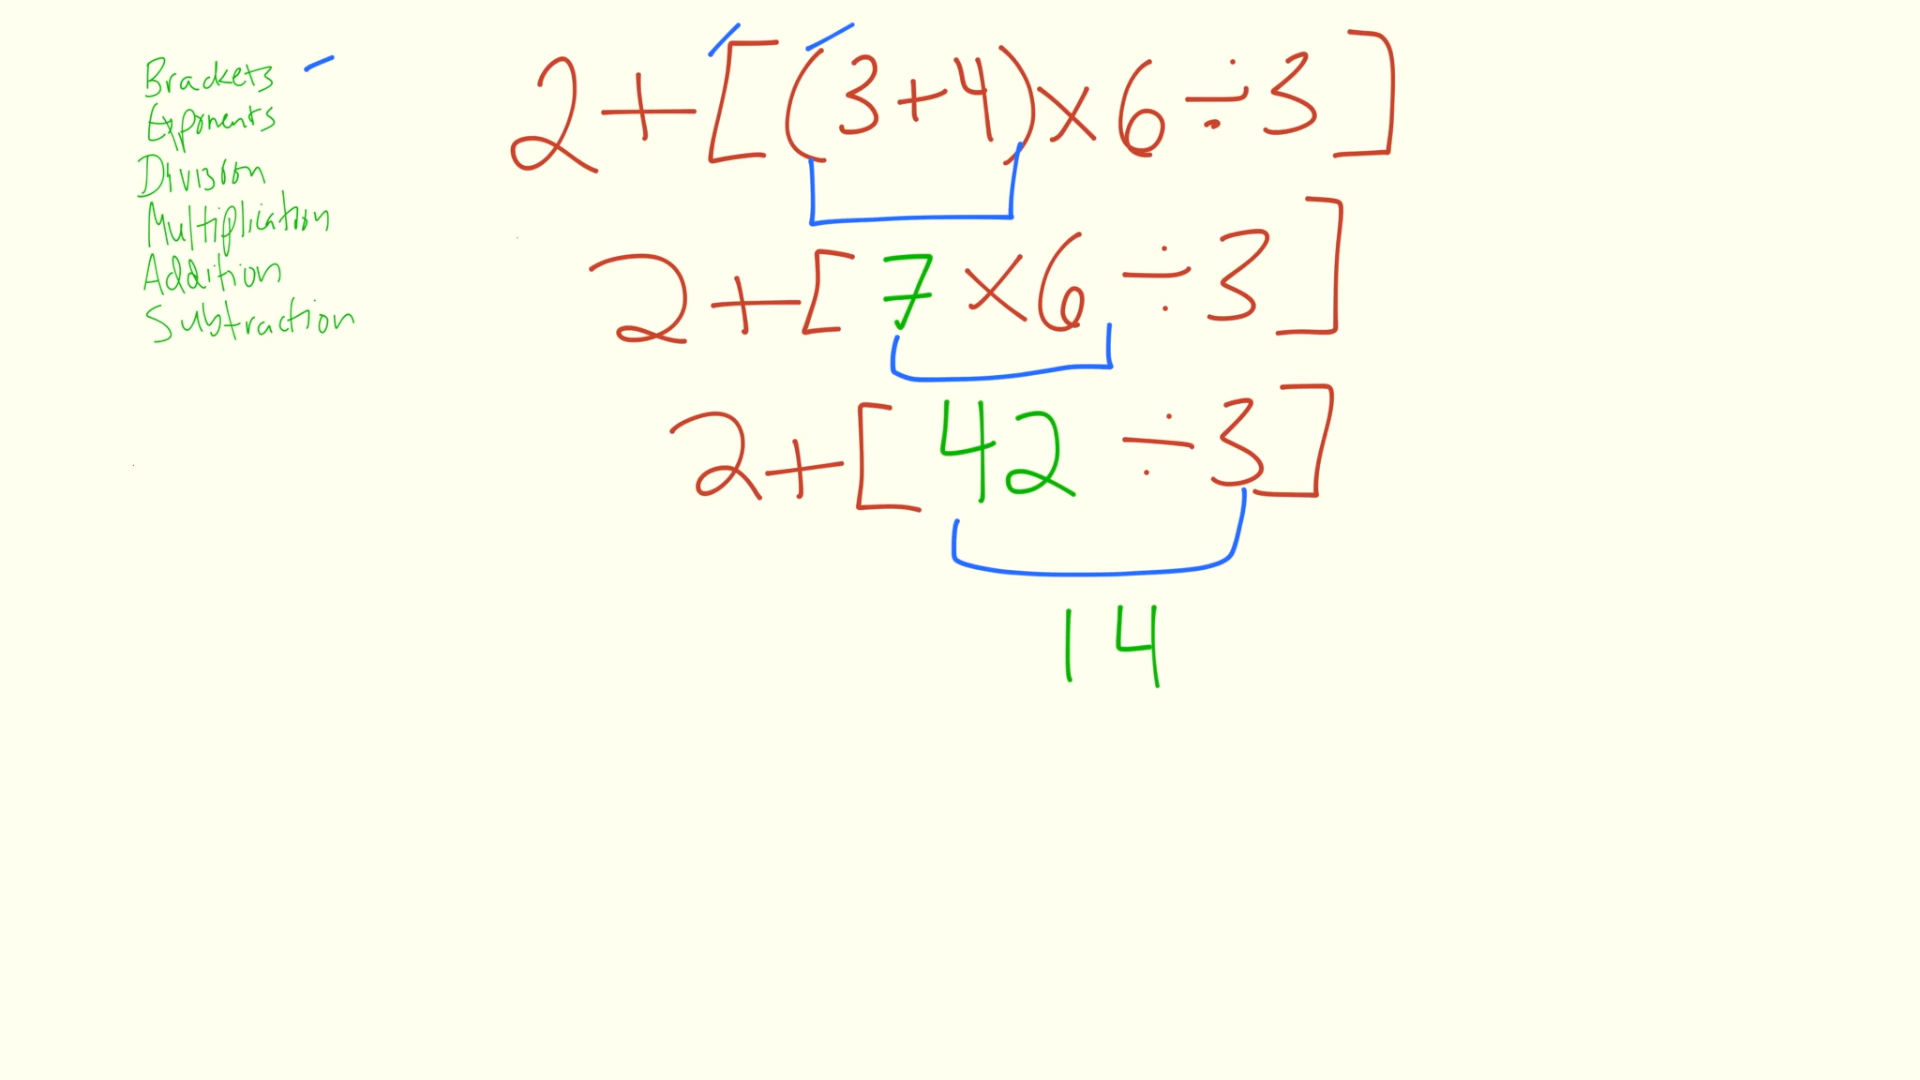 Brackets
Exponents
Division
Multiplication
Addition
Subtraction
2+[(3+4)×6÷3]
2+[7×6÷3]
2+[42÷3]
14